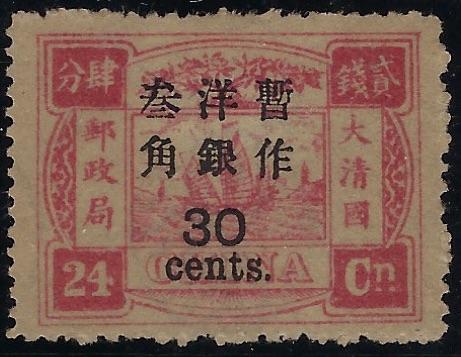 貳錢
肆分
大清國
暫作
洋銀
叁角
郵政局
30
cents.
CHINA
24 Cn